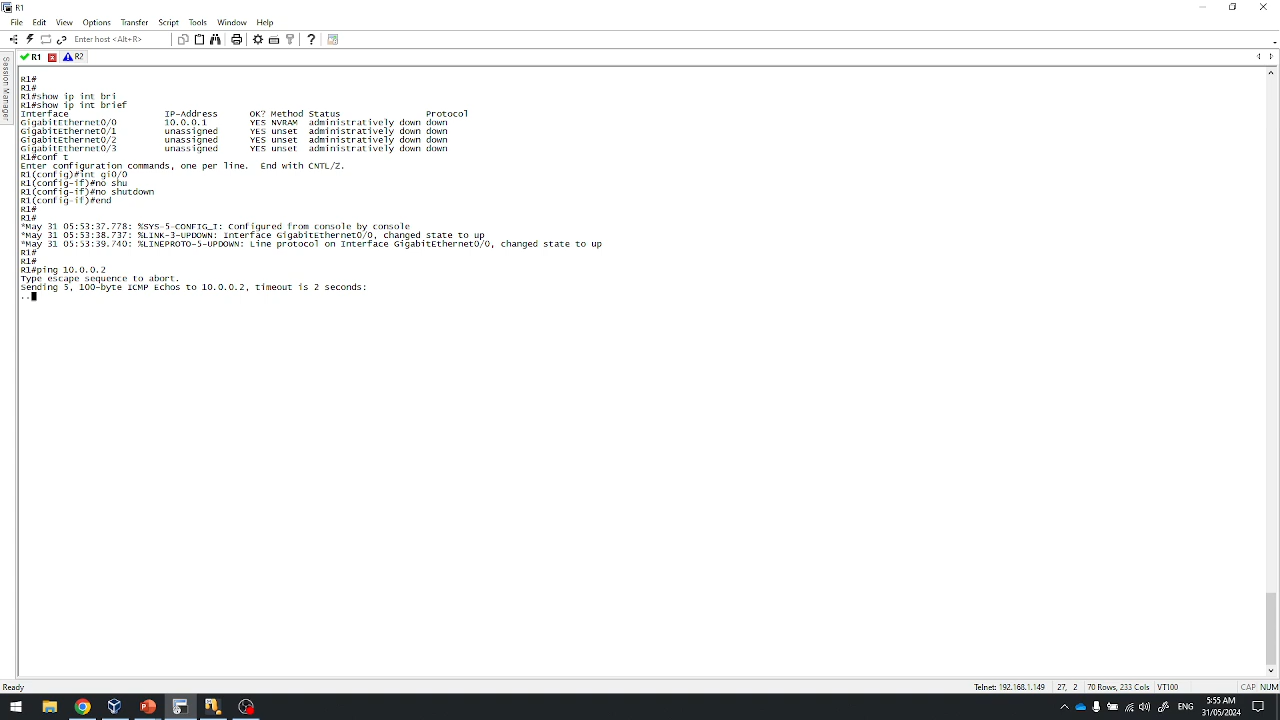 R1
File Edit View Options Transfer Script Tools Window Help
Enter host <Alt+R>
R1 R2
Session Manager
R1#
R1#
R1#show ip int bri
R1#show ip int brief
Interface IP-Address OK? Method Status Protocol
GigabitEthernet0/0 10.0.0.1 YES NVRAM administratively down down
GigabitEthernet0/1 unassigned YES unset administratively down down
GigabitEthernet0/2 unassigned YES unset administratively down down
GigabitEthernet0/3 unassigned YES unset administratively down down
R1#conf t
Enter configuration commands, one per line. End with CNTL/Z.
R1(config)#int gi0/0
R1(config-if)#no shu
R1(config-if)#no shutdown
R1(config-if)#end
R1#
R1#
*May 31 05:53:37.778: %SYS-5-CONFIG_I: Configured from console by console
*May 31 05:53:38.737: %LINK-3-UPDOWN: Interface GigabitEthernet0/0, changed state to up
*May 31 05:53:39.740: %LINEPROTO-5-UPDOWN: Line protocol on Interface GigabitEthernet0/0, changed state to up
R1#
R1#
R1#ping 10.0.0.2
Type escape sequence to abort.
Sending 5, 100-byte ICMP Echos to 10.0.0.2, timeout is 2 seconds:
..
Ready Telnet: 192.168.1.149 27, 2 70 Rows, 233 Cols VT100 CAP NUM
ENG 5:55 AM
31/05/2024